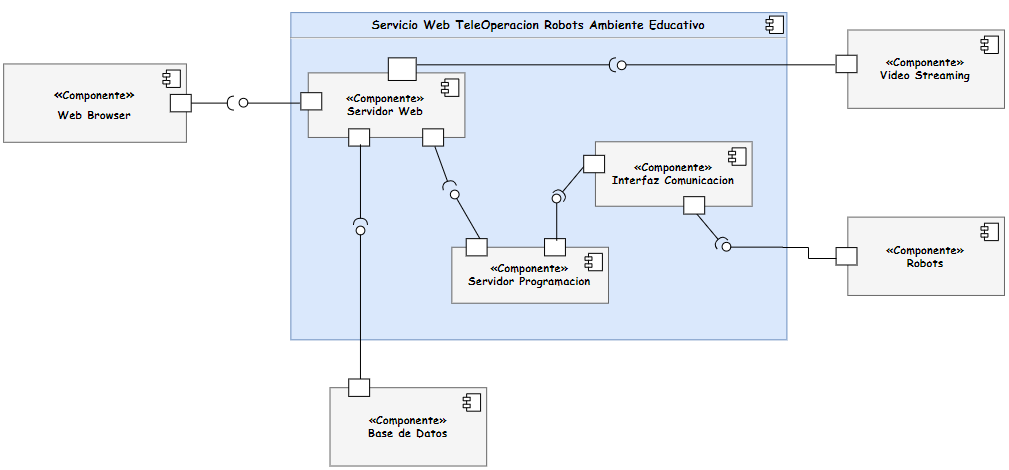 Servicio Web TeleOperacion Robots Ambiente Educativo
«Componente»
Web Browser
«Componente»
Servidor Web
«Componente»
Video Streaming
«Componente»
Interfaz Comunicacion
«Componente»
Servidor Programacion
«Componente»
Robots
«Componente»
Base de Datos